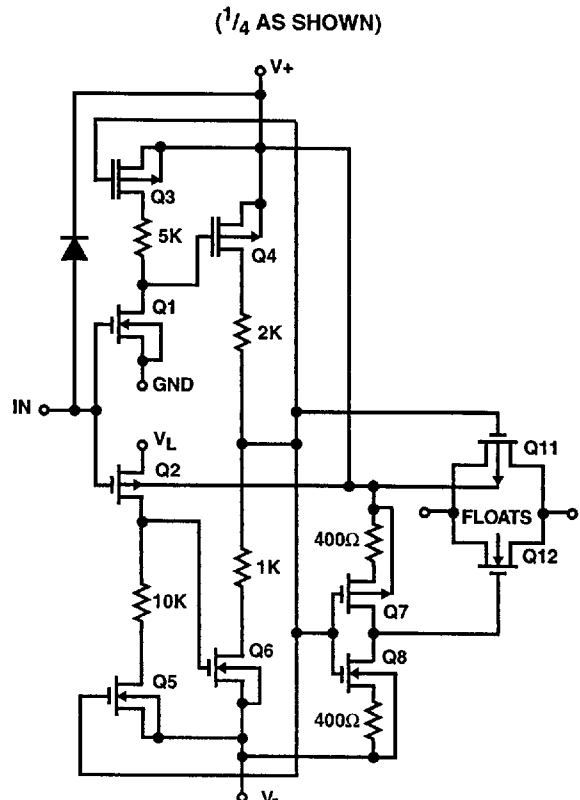 (1/4 AS SHOWN)
V+
Q3
5K
Q4
Q1
2K
GND
IN
VL
Q2
Q11
FLOATS
400Ω
Q12
1K
10K
Q7
Q6
Q8
Q5
400Ω
V-